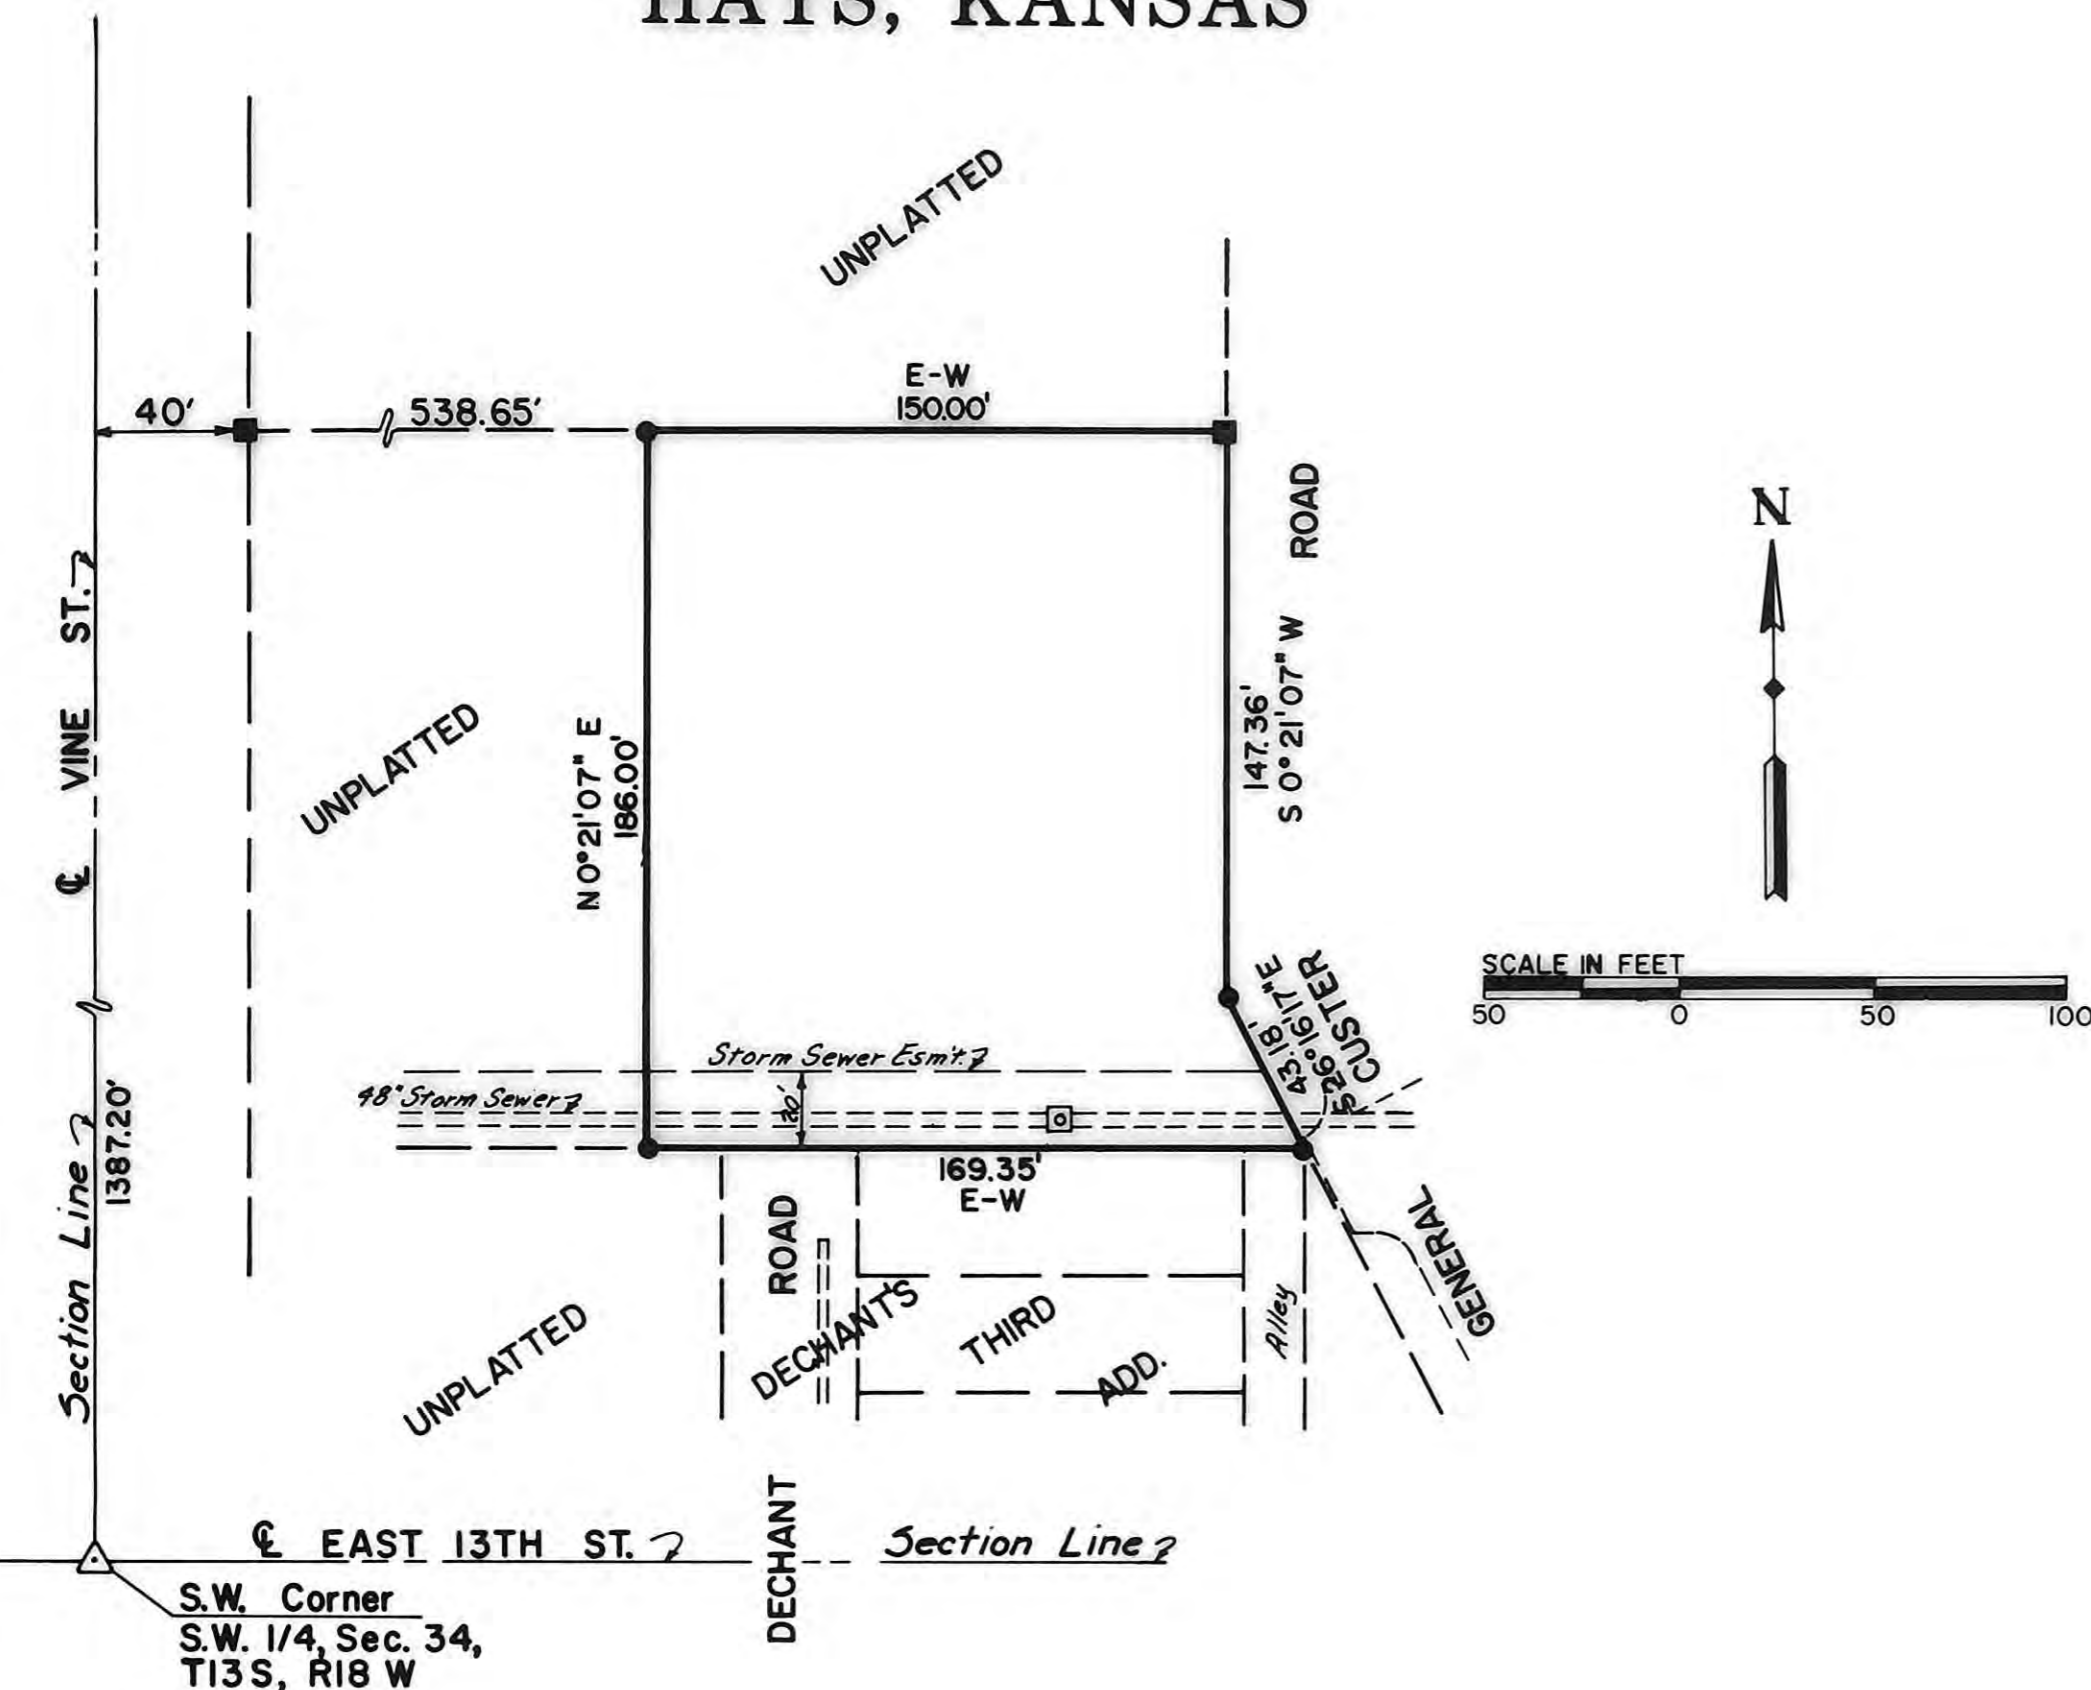 HAYS, KANSAS
UNPLATTED
E-W
150.00'
40'
538.65'
ROAD
N
℄ VINE ST.
UNPLATTED
N 0° 21' 07" E
186.00'
147.36'
S 0° 21' 07" W
SCALE IN FEET
50 0 50 100
43.18'
S 26° 16' 17" E
CUSTER
Storm Sewer Esm't.
48" Storm Sewer
20'
Section Line
1387.20'
169.35'
E-W
ROAD
GENERAL
UNPLATTED
DECHANT'S
THIRD
ADD.
Alley
DECHANT
℄ EAST 13TH ST.
Section Line
S.W. Corner
S.W. 1/4, Sec. 34,
T13S, R18 W